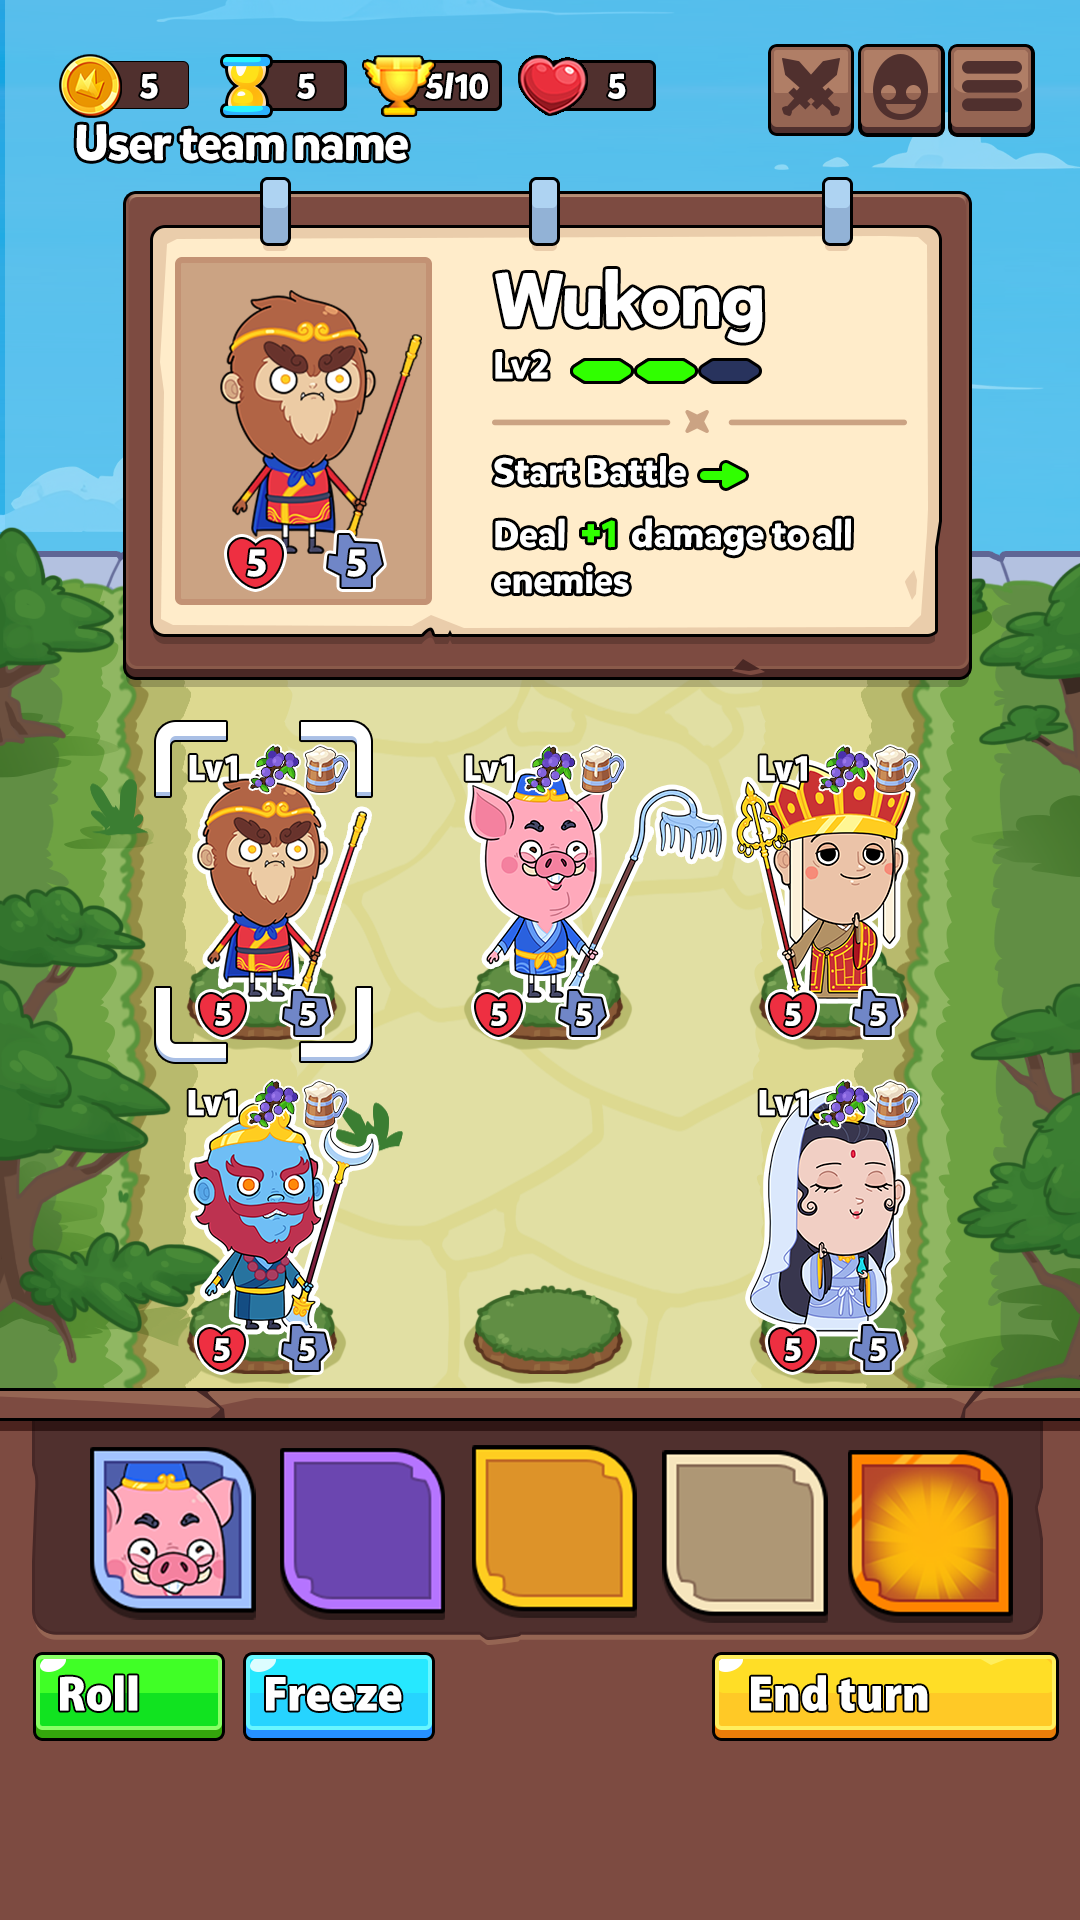 5 5 5/10 5
User team name
Wukong
Lv2
Start Battle
Deal +1 damage to all
enemies
5 5
Lv1 Lv1 Lv1
5 5 5 5 5 5
Lv1 Lv1
5 5 5 5
Roll Freeze End turn